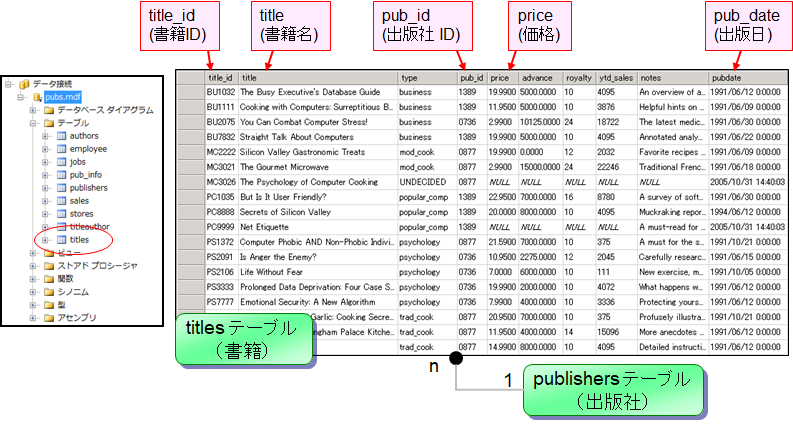 title_id
(書籍ID)
title
(書籍名)
pub_id
(出版社 ID)
price
(価格)
pub_date
(出版日)
データ接続
pubs.mdf
データベース ダイアグラム
テーブル
authors
employee
jobs
pub_info
publishers
sales
stores
titleauthor
titles
ビュー
ストアド プロシージャ
関数
シノニム
型
アセンブリ
title_id title type pub_id price advance royalty ytd_sales notes pubdate
BU1032 The Busy Executive's Database Guide business 1389 19.9900 5000.0000 10 4095 An overview of a... 1991/06/12 0:00:00
BU1111 Cooking with Computers: Surreptitious B... business 1389 11.9500 5000.0000 10 3876 Helpful hints on ... 1991/06/09 0:00:00
BU2075 You Can Combat Computer Stress! business 0736 2.9900 10125.0000 24 18722 The latest medic... 1991/06/30 0:00:00
BU7832 Straight Talk About Computers business 1389 19.9900 5000.0000 10 4095 Annotated analy... 1991/06/22 0:00:00
MC2222 Silicon Valley Gastronomic Treats mod_cook 0877 19.9900 0.0000 12 2032 Favorite recipes ... 1991/06/09 0:00:00
MC3021 The Gourmet Microwave mod_cook 0877 2.9900 15000.0000 24 22246 Traditional Frenc... 1991/06/18 0:00:00
MC3026 The Psychology of Computer Cooking UNDECIDED 0877 NULL NULL NULL NULL NULL 2005/10/31 14:40:03
PC1035 But Is It User Friendly? popular_comp 1389 22.9500 7000.0000 16 8780 A survey of soft... 1991/06/30 0:00:00
PC8888 Secrets of Silicon Valley popular_comp 1389 20.0000 8000.0000 10 4095 Muckraking repor... 1994/06/12 0:00:00
PC9999 Net Etiquette popular_comp 1389 NULL NULL NULL NULL A must-read for ... 2005/10/31 14:40:03
PS1372 Computer Phobic AND Non-Phobic Indivi... psychology 0877 21.5900 7000.0000 10 375 A must for the s... 1991/10/21 0:00:00
PS2091 Is Anger the Enemy? psychology 0736 10.9500 2275.0000 12 2045 Carefully researc... 1991/06/15 0:00:00
PS2106 Life Without Fear psychology 0736 7.0000 6000.0000 10 111 New exercise, m... 1991/10/05 0:00:00
PS3333 Prolonged Data Deprivation: Four Case S... psychology 0736 19.9900 2000.0000 10 4072 What happens w... 1991/06/12 0:00:00
PS7777 Emotional Security: A New Algorithm psychology 0736 7.9900 4000.0000 10 3336 Protecting yours... 1991/06/12 0:00:00
Garlic: Cooking Secre... trad_cook 0877 20.9500 7000.0000 10 375 Profusely illustra... 1991/10/21 0:00:00
ngham Palace Kitche... trad_cook 0877 11.9500 4000.0000 14 15096 More anecdotes ... 1991/06/12 0:00:00
trad_cook 0877 14.9900 8000.0000 10 4095 Detailed instructi... 1991/06/12 0:00:00
titlesテーブル
(書籍)
n
1
publishersテーブル
(出版社)